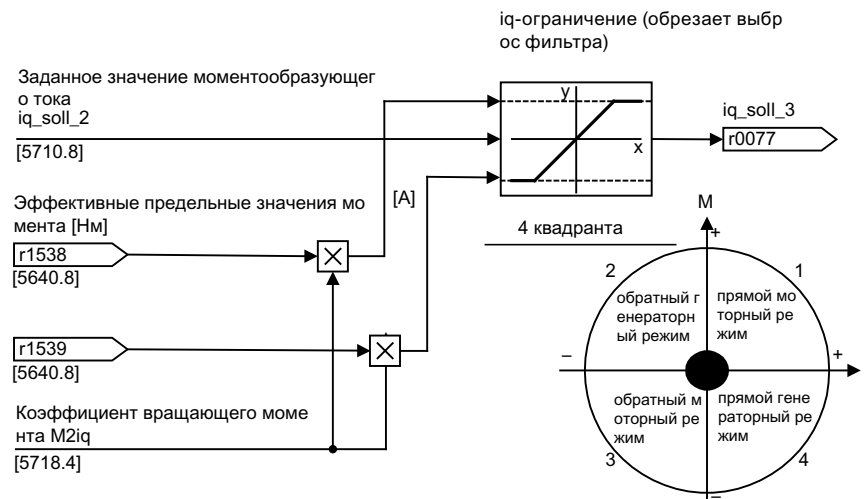 iq-ограничение (обрезает выбр
ос фильтра)
Заданное значение моментообразующег
о тока
iq_soll_2
[5710.8]
y
x
iq_soll_3
r0077
[A]
Эффективные предельные значения мо
мента [Нм]
r1538
[5640.8]
r1539
[5640.8]
Коэффициент вращающего моме
нта M2iq
[5718.4]
4 квадранта
M
+
2
1
обратный г
енераторн
ый режим
прямой мо
торный ре
жим
–
+
обратный м
оторный ре
жим
прямой гене
раторный ре
жим
3
4
–